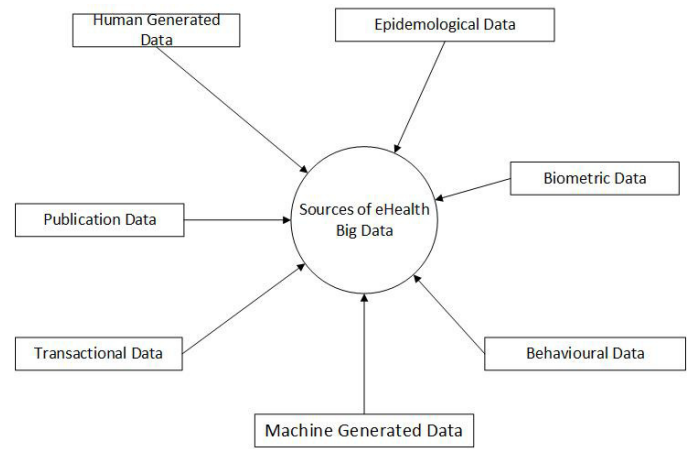 Human Generated
Data
Epidemological Data
Biometric Data
Sources of eHealth
Big Data
Publication Data
Transactional Data
Behavioural Data
Machine Generated Data